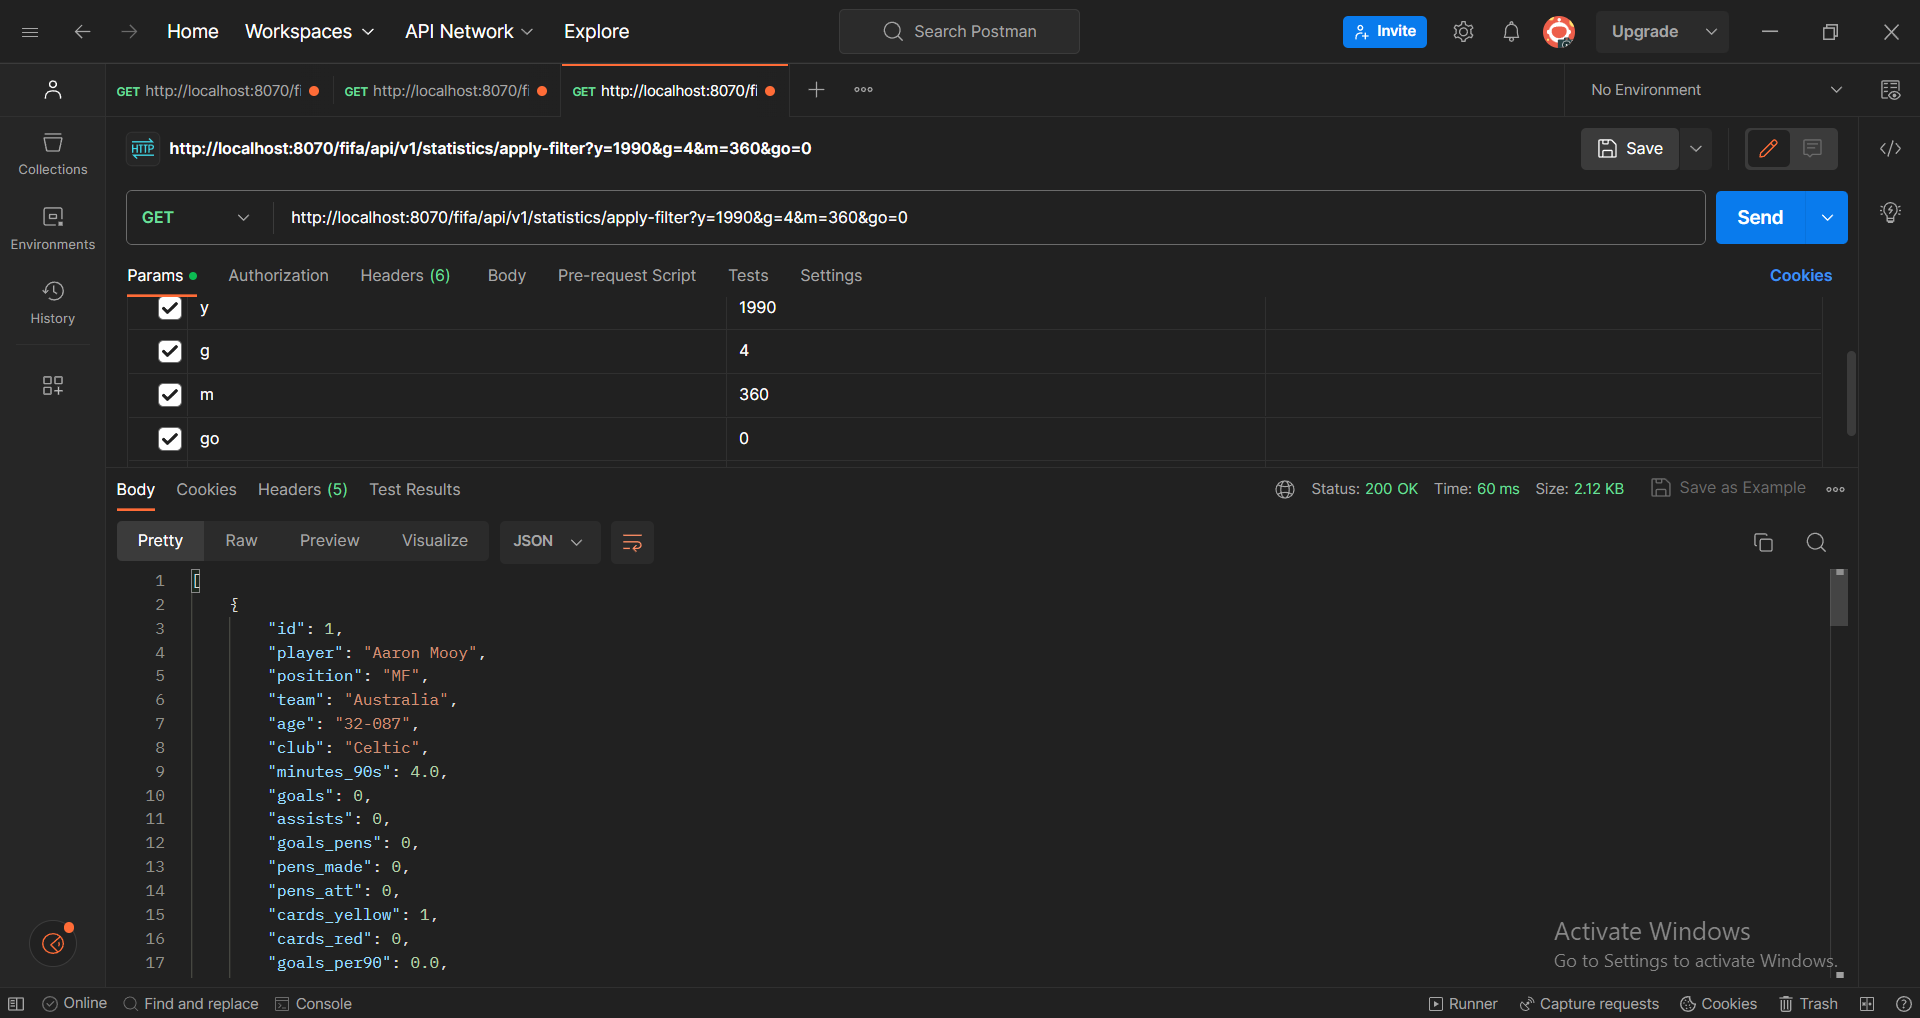 Home Workspaces API Network Explore Search Postman Invite Upgrade
GET http://localhost:8070/fi GET http://localhost:8070/fi GET http://localhost:8070/fi No Environment
HTTP http://localhost:8070/fifa/api/v1/statistics/apply-filter?y=1990&g=4&m=360&go=0 Save
Collections
GET http://localhost:8070/fifa/api/v1/statistics/apply-filter?y=1990&g=4&m=360&go=0 Send
Environments
Params Authorization Headers (6) Body Pre-request Script Tests Settings Cookies
History
y 1990
g 4
m 360
go 0
Body Cookies Headers (5) Test Results Status: 200 OK Time: 60 ms Size: 2.12 KB Save as Example
Pretty Raw Preview Visualize JSON
1 [
2 {
3 "id": 1,
4 "player": "Aaron Mooy",
5 "position": "MF",
6 "team": "Australia",
7 "age": "32-087",
8 "club": "Celtic",
9 "minutes_90s": 4.0,
10 "goals": 0,
11 "assists": 0,
12 "goals_pens": 0,
13 "pens_made": 0,
14 "pens_att": 0,
15 "cards_yellow": 1,
16 "cards_red": 0,
17 "goals_per90": 0.0,
Activate Windows
Go to Settings to activate Windows.
Online Find and replace Console Runner Capture requests Cookies Trash